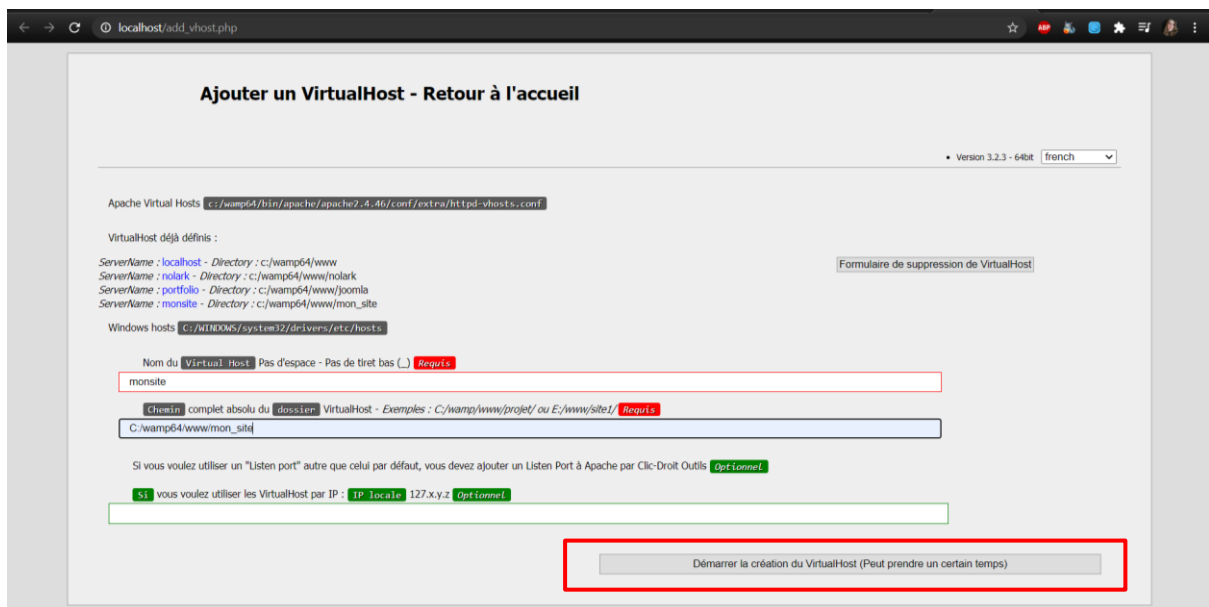 localhost/add_vhost.php
ABP
Ajouter un VirtualHost - Retour à l'accueil
• Version 3.2.3 - 64bit french
Apache Virtual Hosts c:/wamp64/bin/apache/apache2.4.46/conf/extra/httpd-vhosts.conf
VirtualHost déjà définis :
ServerName : localhost - Directory : c:/wamp64/www
ServerName : nolark - Directory : c:/wamp64/www/nolark
ServerName : portfolio - Directory : c:/wamp64/www/joomla
ServerName : monsite - Directory : c:/wamp64/www/mon_site
Formulaire de suppression de VirtualHost
Windows hosts C:/WINDOWS/system32/drivers/etc/hosts
Nom du Virtual Host Pas d'espace - Pas de tiret bas (_) Requis
monsite
Chemin complet absolu du dossier VirtualHost - Exemples : C:/wamp/www/projet/ ou E:/www/site1/ Requis
C:/wamp64/www/mon_site
Si vous voulez utiliser un "Listen port" autre que celui par défaut, vous devez ajouter un Listen Port à Apache par Clic-Droit Outils Optionnel
Si vous voulez utiliser les VirtualHost par IP : IP locale 127.x.y.z Optionnel
Démarrer la création du VirtualHost (Peut prendre un certain temps)